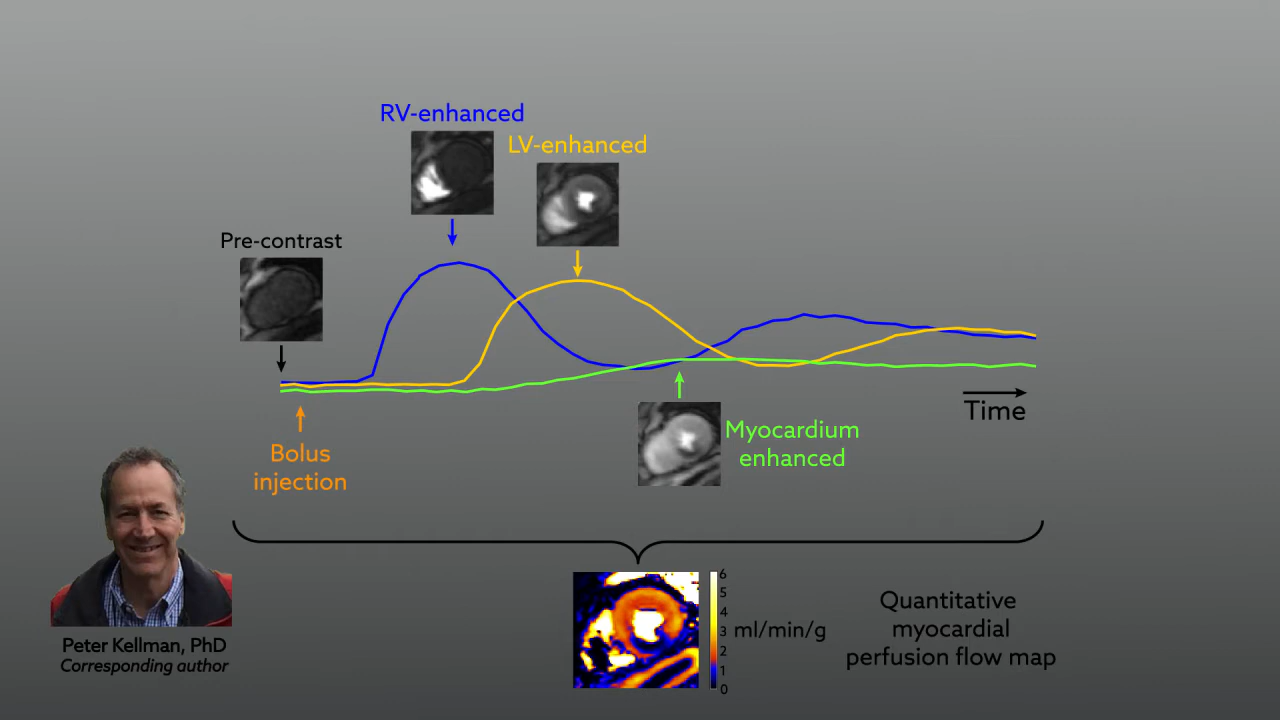 RV-enhanced
LV-enhanced
Pre-contrast
Time
Myocardium
enhanced
Bolus
injection
6
5
4
3
2
1
0
ml/min/g
Quantitative
myocardial
perfusion flow map
Peter Kellman, PhD
Corresponding author